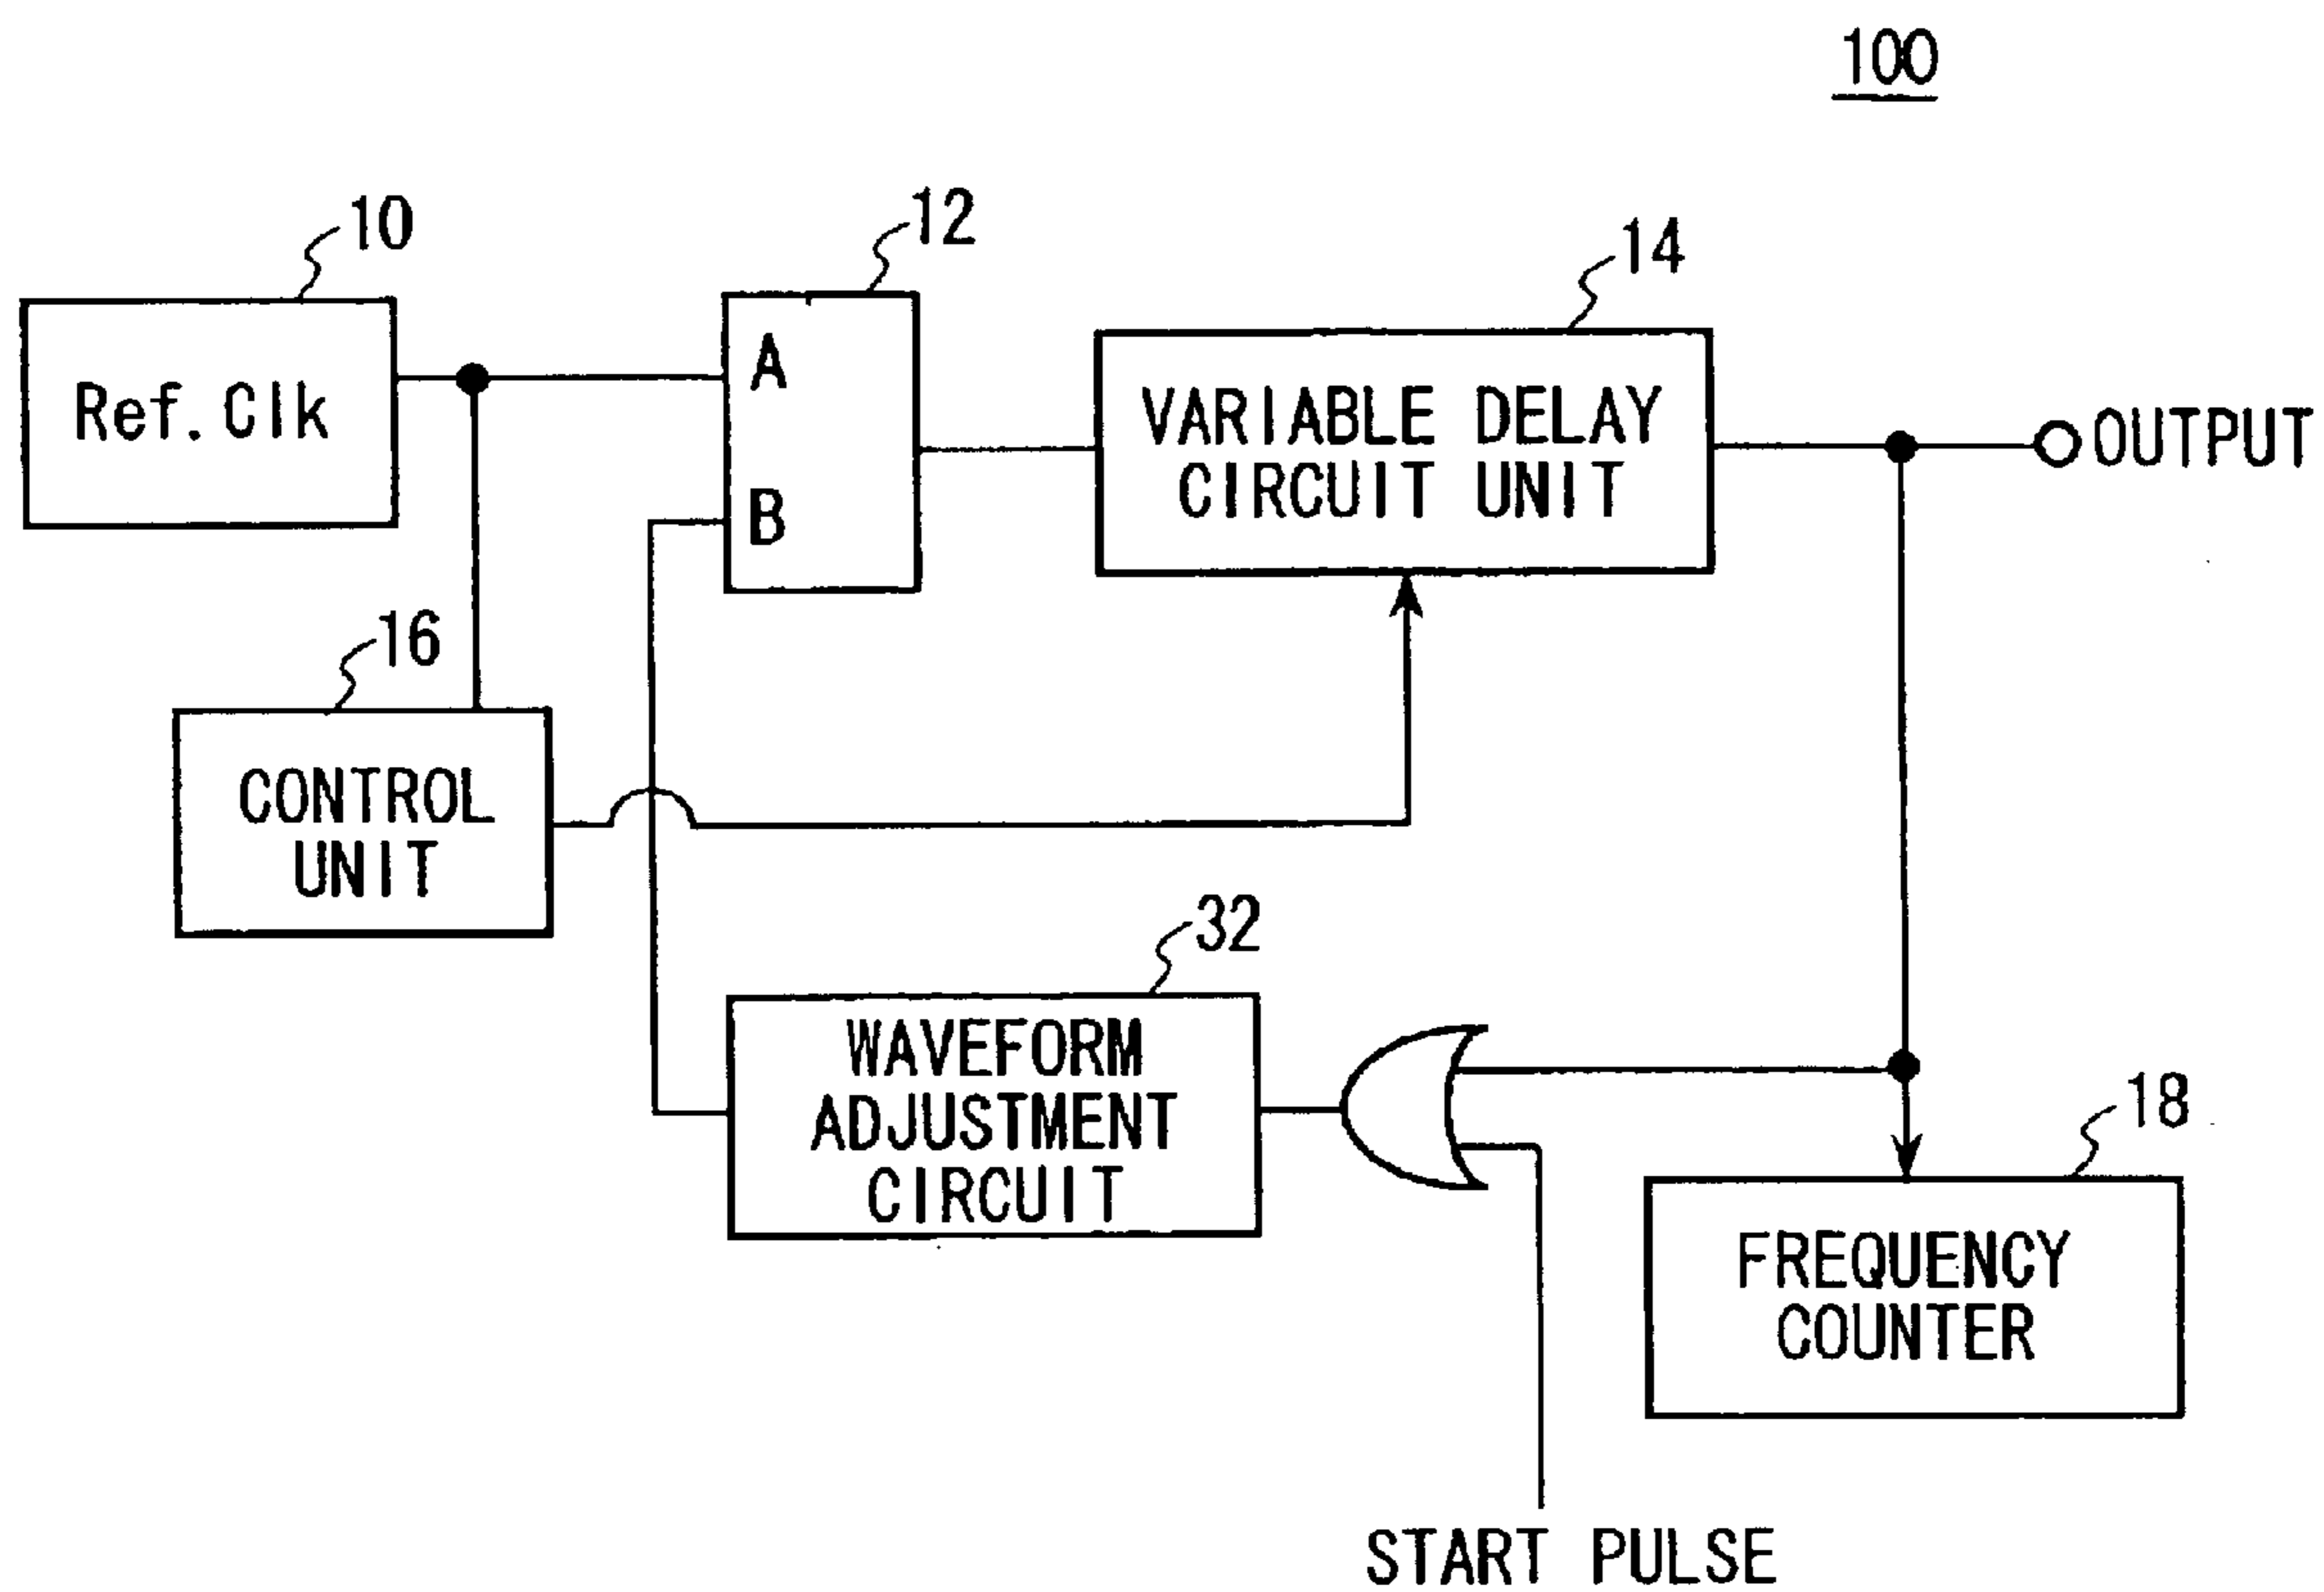 100
10
12
14
Ref. Clk
A
B
VARIABLE DELAY
CIRCUIT UNIT
OUTPUT
16
CONTROL
UNIT
32
WAVEFORM
ADJUSTMENT
CIRCUIT
18
FREQUENCY
COUNTER
START PULSE